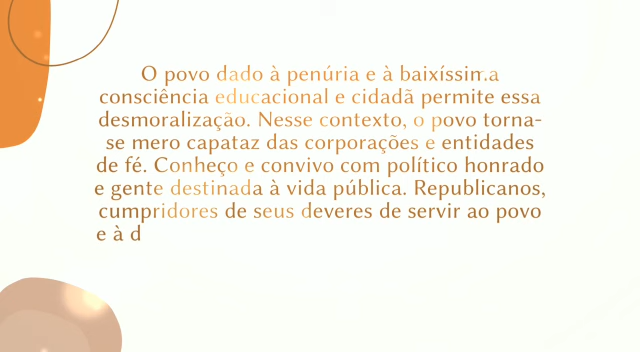 O povo dado à penúria e à baixíssima
consciência educacional e cidadã permite essa
desmoralização. Nesse contexto, o povo torna-
se mero capataz das corporações e entidades
de fé. Conheço e convivo com político honrado
e gente destinada à vida pública. Republicanos,
cumpridores de seus deveres de servir ao povo
e à d